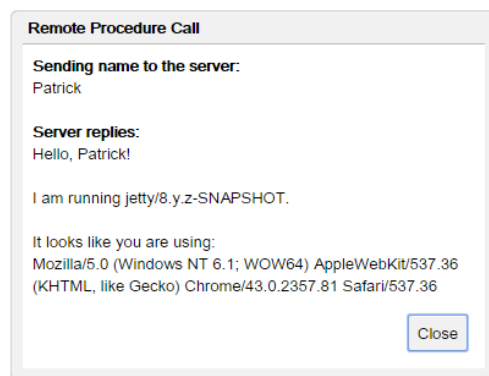 Remote Procedure Call
Sending name to the server:
Patrick
Server replies:
Hello, Patrick!
I am running jetty/8.y.z-SNAPSHOT.
It looks like you are using:
Mozilla/5.0 (Windows NT 6.1; WOW64) AppleWebKit/537.36
(KHTML, like Gecko) Chrome/43.0.2357.81 Safari/537.36
Close